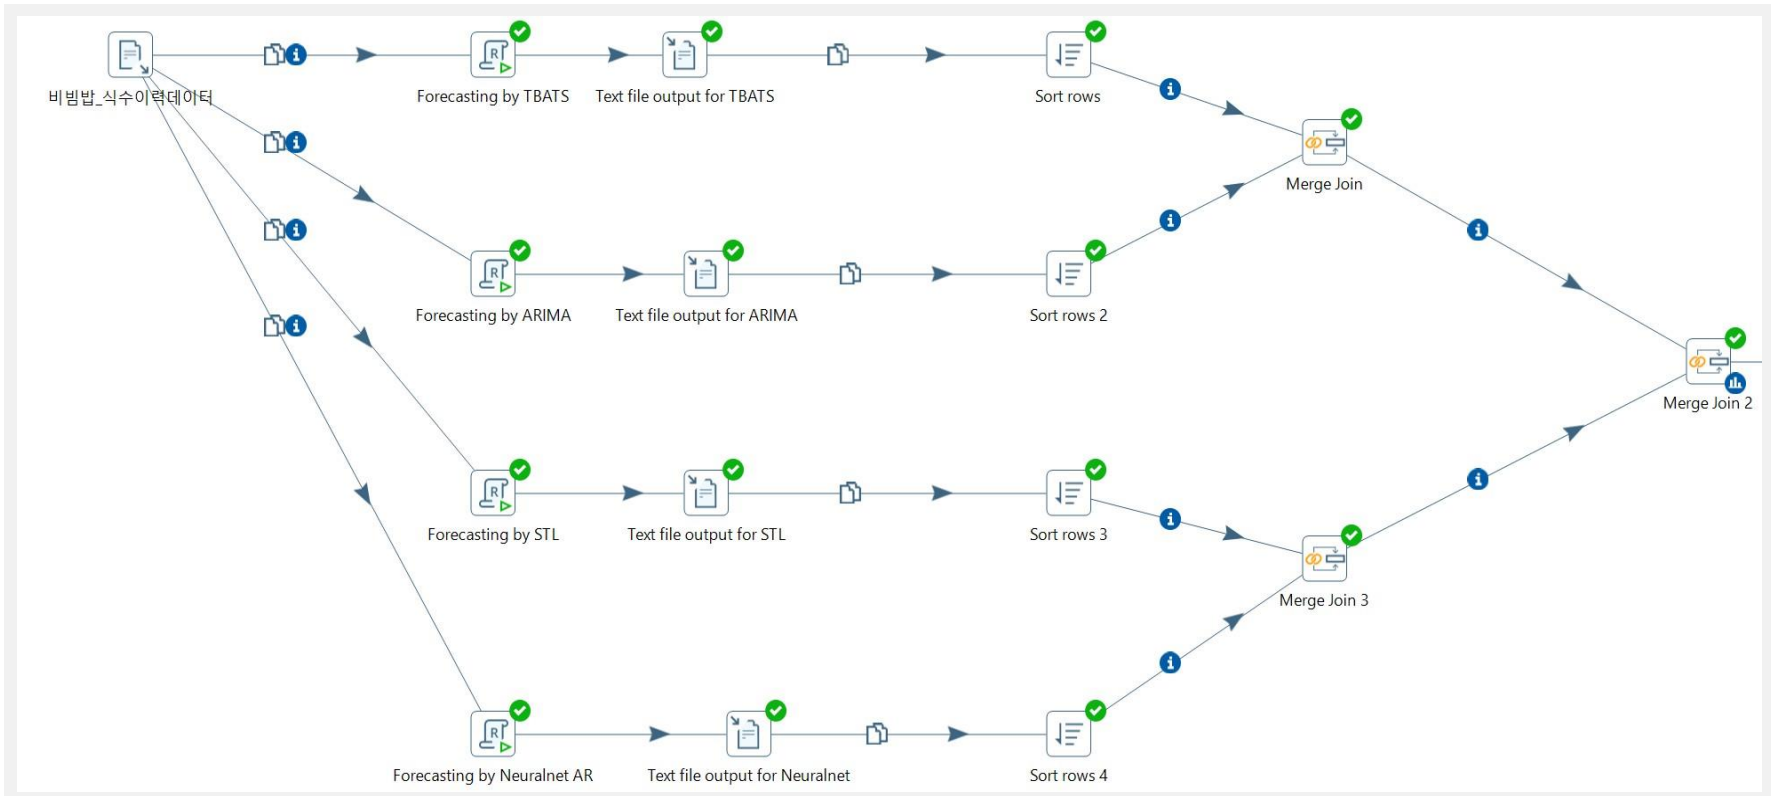 비빔밥_식수이력데이터
Forecasting by TBATS
Text file output for TBATS
Sort rows
Merge Join
Forecasting by ARIMA
Text file output for ARIMA
Sort rows 2
Merge Join 2
Forecasting by STL
Text file output for STL
Sort rows 3
Merge Join 3
Forecasting by Neuralnet AR
Text file output for Neuralnet
Sort rows 4